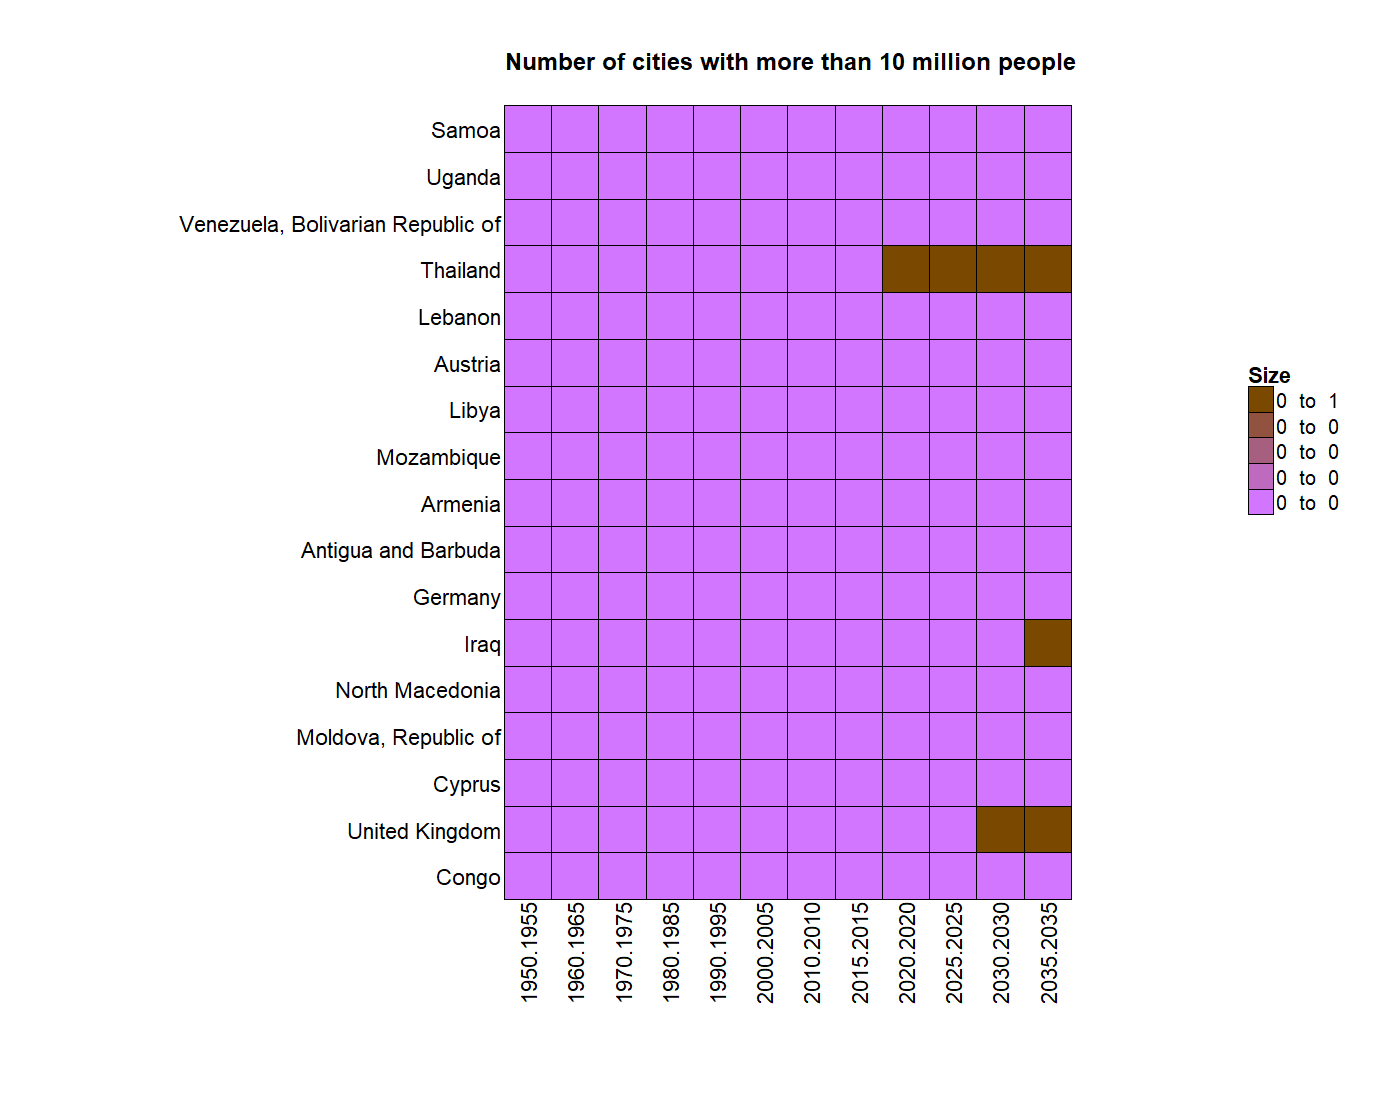 Number of cities with more than 10 million people
Samoa
Uganda
Venezuela, Bolivarian Republic of
Thailand
Lebanon
Austria
Libya
Mozambique
Armenia
Antigua and Barbuda
Germany
Iraq
North Macedonia
Moldova, Republic of
Cyprus
United Kingdom
Congo
1950.1955
1960.1965
1970.1975
1980.1985
1990.1995
2000.2005
2010.2010
2015.2015
2020.2020
2025.2025
2030.2030
2035.2035
Size
0 to 1
0 to 0
0 to 0
0 to 0
0 to 0